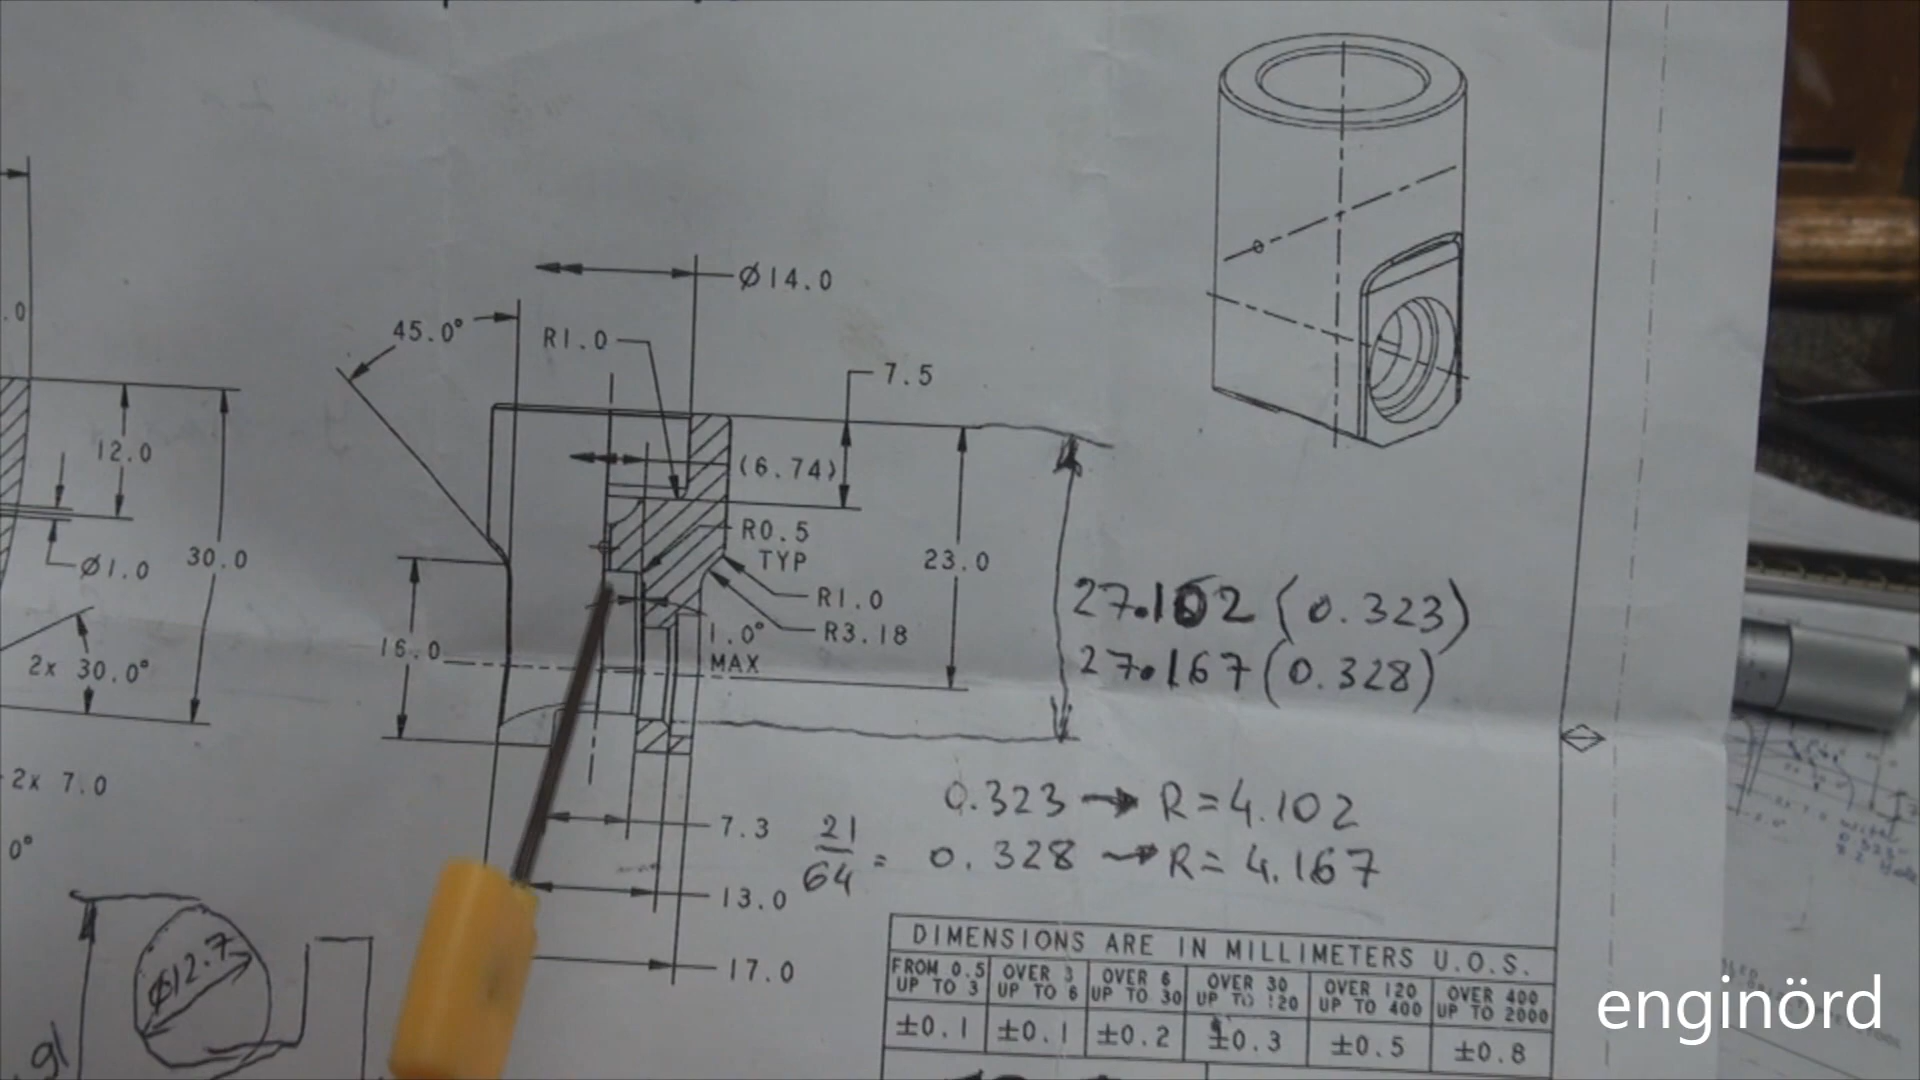 Ø14.0
45.0°
R1.0
7.5
.0
12.0
(6.74)
R0.5
TYP
Ø1.0
30.0
23.0
27.102 (0.323)
R1.0
R3.18
16.0
1.0°
MAX
27.167 (0.328)
2x 30.0°
2x 7.0
0.323 → R=4.102
7.3
21
64
= 0.328 → R=4.167
0°
13.0
Ø12.7
17.0
DIMENSIONS ARE IN MILLIMETERS U.O.S.
FROM 0.5 UP TO 3
OVER 3 UP TO 6
OVER 6 UP TO 30
OVER 30 UP TO 120
OVER 120 UP TO 400
OVER 400 UP TO 2000
±0.1
±0.1
±0.2
±0.3
±0.5
±0.8
enginörd